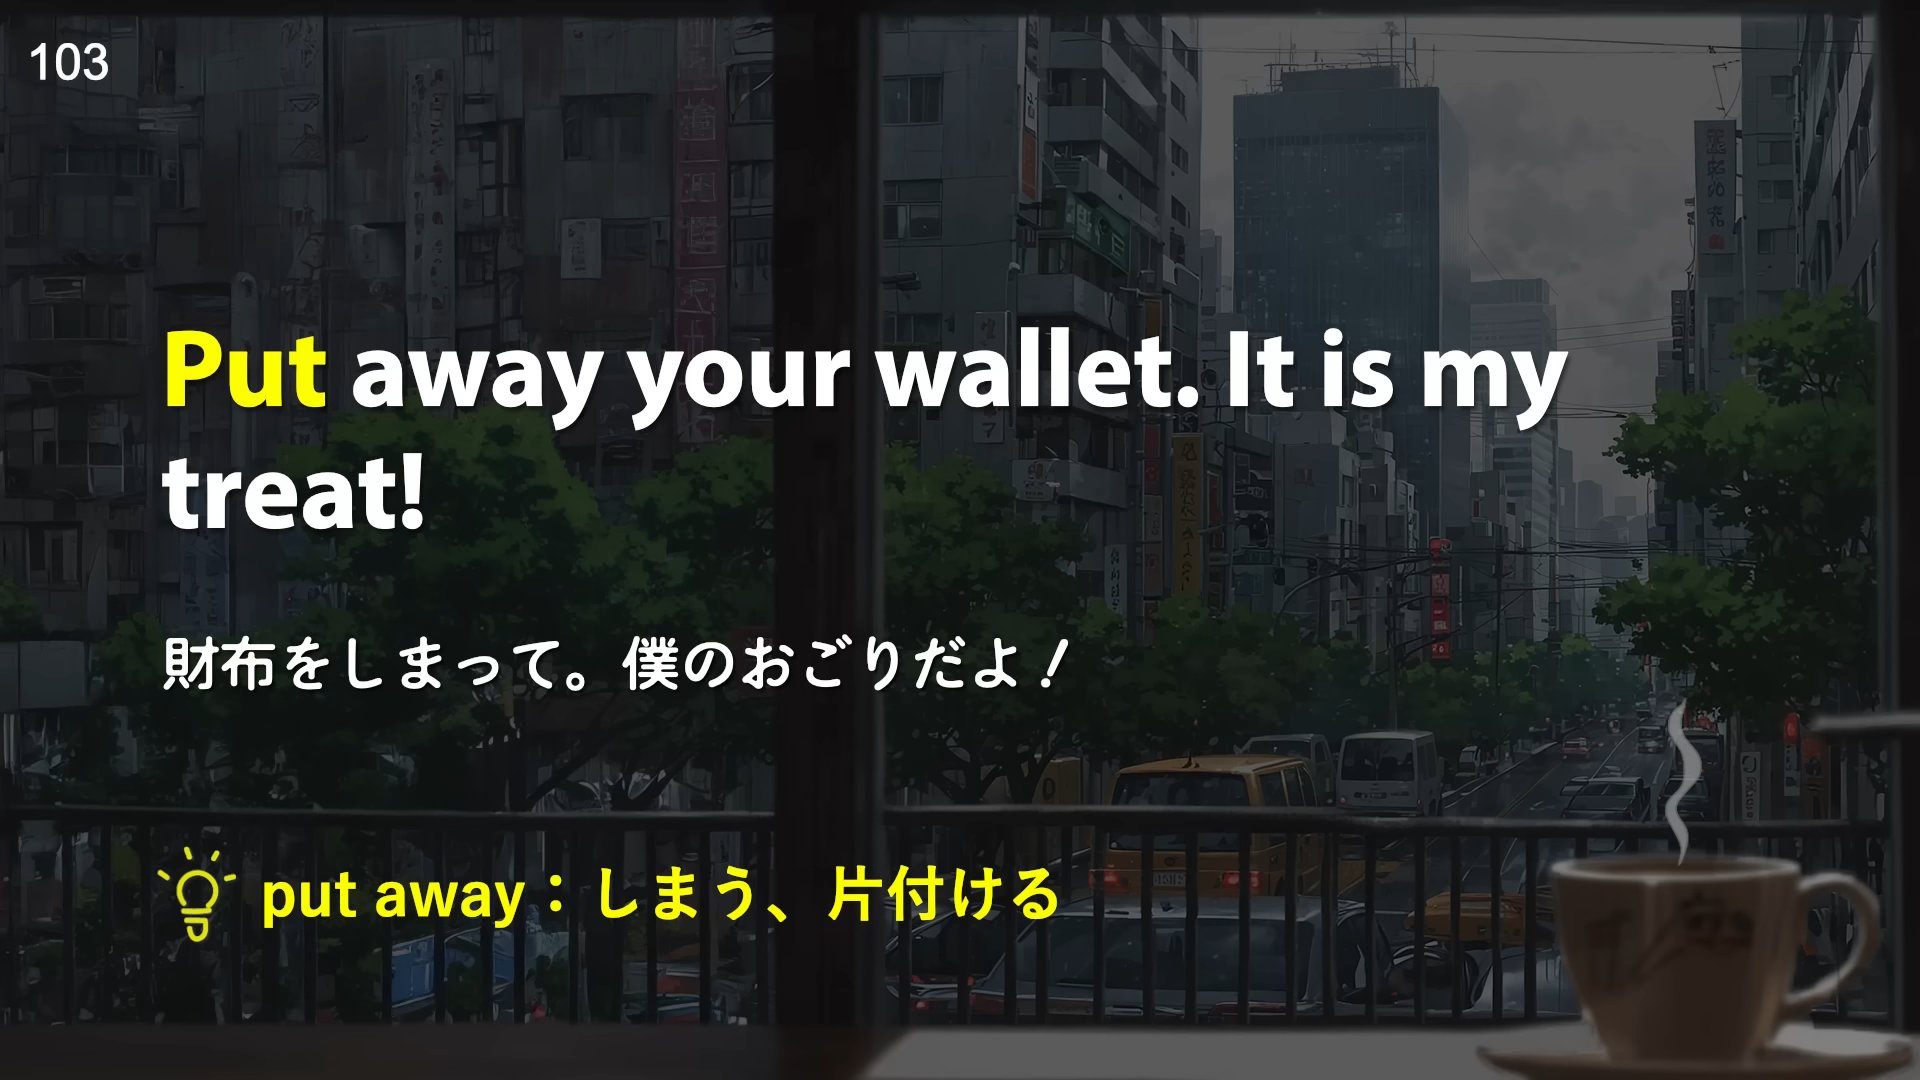 103
Put away your wallet. It is my
treat!
財布をしまって。僕のおごりだよ！
put away：しまう、片付ける